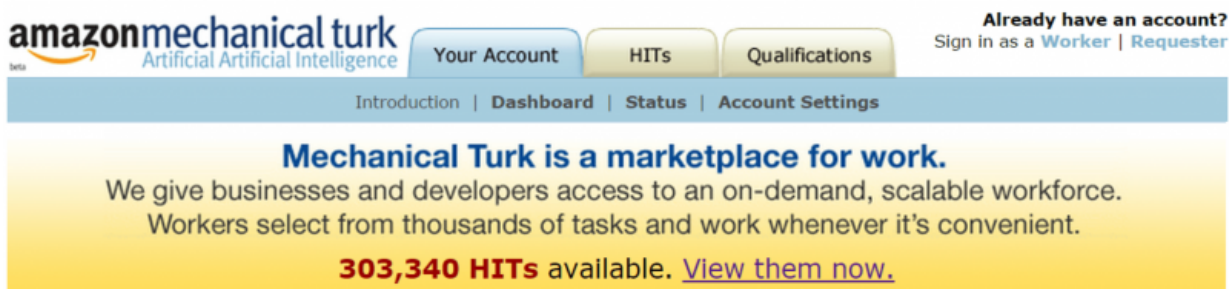 amazonmechanical turk
Artificial Artificial Intelligence
beta
Your Account
HITs
Qualifications
Already have an account?
Sign in as a Worker | Requester
Introduction | Dashboard | Status | Account Settings
Mechanical Turk is a marketplace for work.
We give businesses and developers access to an on-demand, scalable workforce.
Workers select from thousands of tasks and work whenever it's convenient.
303,340 HITs available. View them now.